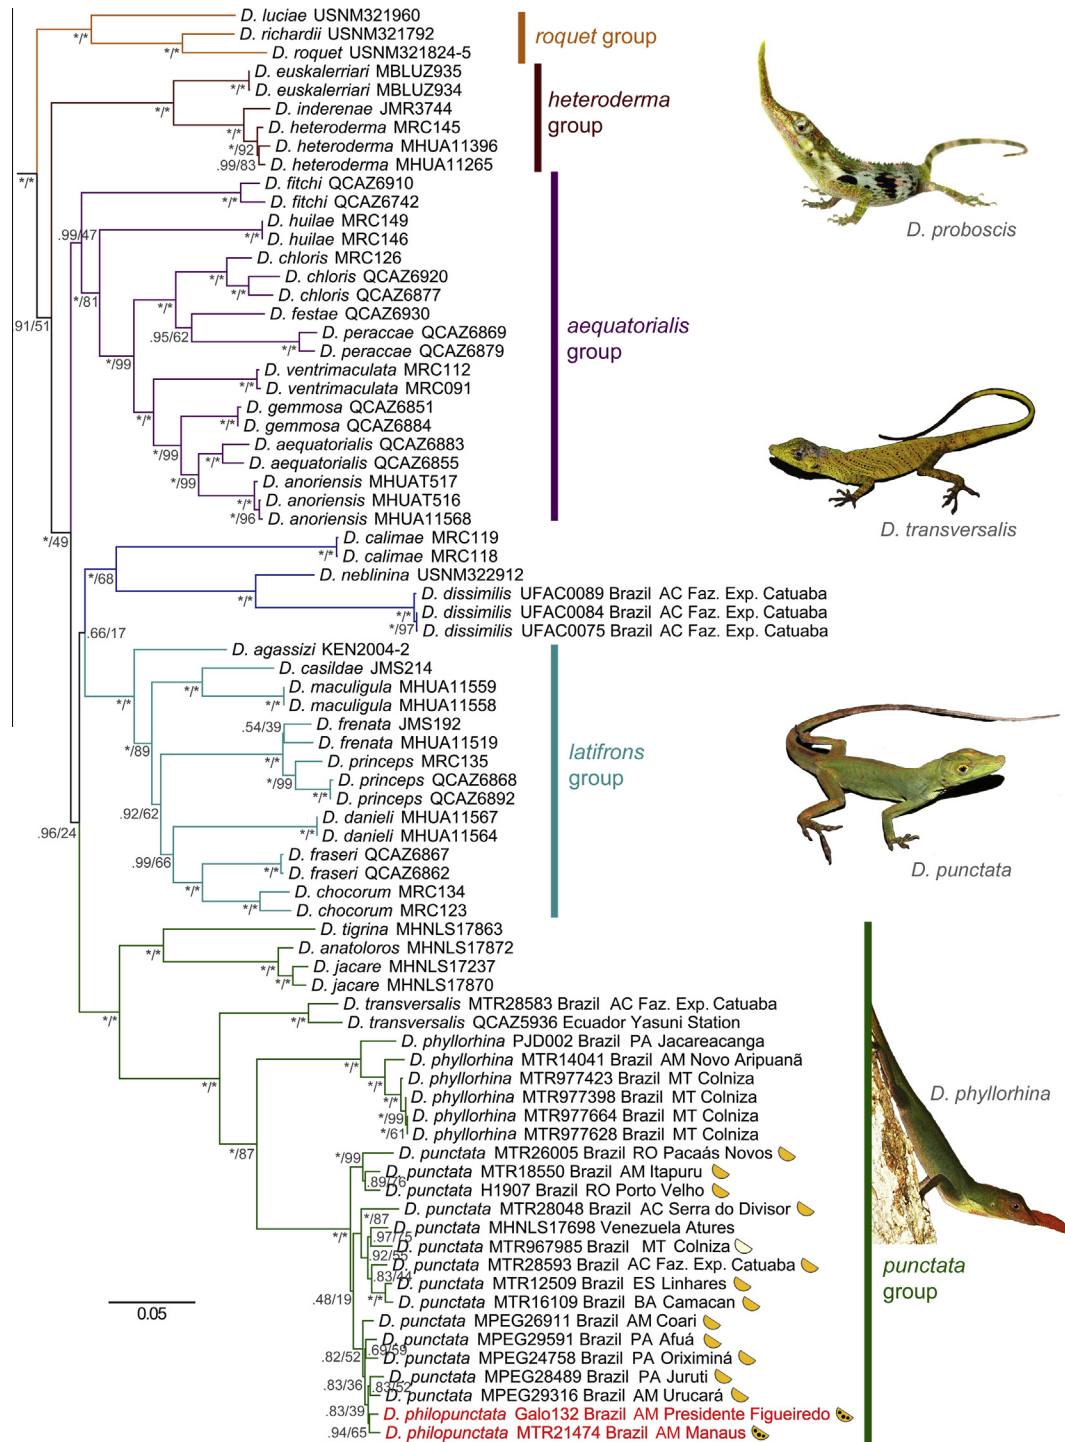 D. luciae USNM321960
D. richardii USNM321792
*/*
*/*
D. roquet USNM321824-5
roquet group
D. euskalerriari MBLUZ935
D. euskalerriari MBLUZ934
*/*
*/*
D. inderenae JMR3744
D. heteroderma MRC145
*/*
D. heteroderma MHUA11396
*/92
D. heteroderma MHUA11265
.99/83
heteroderma
group
*/*
D. fitchi QCAZ6910
D. fitchi QCAZ6742
*/*
D. huilae MRC149
D. huilae MRC146
.99/47
*/*
D. chloris MRC126
D. chloris QCAZ6920
*/*
D. chloris QCAZ6877
*/*
*/81
*/*
D. festae QCAZ6930
.91/51
D. peraccae QCAZ6869
.95/62
D. peraccae QCAZ6879
*/*
*/99
D. ventrimaculata MRC112
D. ventrimaculata MRC091
*/*
D. gemmosa QCAZ6851
*/*
D. gemmosa QCAZ6884
*/*
D. aequatorialis QCAZ6883
*/99
D. aequatorialis QCAZ6855
*/*
D. anoriensis MHUAT517
*/99
D. anoriensis MHUAT516
*/*
D. anoriensis MHUA11568
*/96
aequatorialis
group
*/49
D. calimae MRC119
D. calimae MRC118
*/*
*/68
D. neblinina USNM322912
*/*
D. dissimilis UFAC0089 Brazil AC Faz. Exp. Catuaba
D. dissimilis UFAC0084 Brazil AC Faz. Exp. Catuaba
*/*
D. dissimilis UFAC0075 Brazil AC Faz. Exp. Catuaba
*/97
.66/17
D. agassizi KEN2004-2
D. casildae JMS214
*/*
D. maculigula MHUA11559
D. maculigula MHUA11558
*/*
*/*
D. frenata JMS192
.54/39
D. frenata MHUA11519
*/89
D. princeps MRC135
*/*
D. princeps QCAZ6868
*/99
D. princeps QCAZ6892
*/*
.92/62
D. danieli MHUA11567
D. danieli MHUA11564
*/*
.96/24
D. fraseri QCAZ6867
.99/66
D. fraseri QCAZ6862
*/*
D. chocorum MRC134
*/*
D. chocorum MRC123
*/*
latifrons
group
D. tigrina MHNLS17863
D. anatoloros MHNLS17872
*/*
D. jacare MHNLS17237
*/*
D. jacare MHNLS17870
*/*
D. transversalis MTR28583 Brazil AC Faz. Exp. Catuaba
*/*
D. transversalis QCAZ5936 Ecuador Yasuni Station
*/*
D. phyllorhina PJD002 Brazil PA Jacareacanga
D. phyllorhina MTR14041 Brazil AM Novo Aripuanã
*/*
D. phyllorhina MTR977423 Brazil MT Colniza
*/*
D. phyllorhina MTR977398 Brazil MT Colniza
*/*
D. phyllorhina MTR977664 Brazil MT Colniza
*/99
D. phyllorhina MTR977628 Brazil MT Colniza
*/61
*/87
D. punctata MTR26005 Brazil RO Pacaás Novos
*/99
D. punctata MTR18550 Brazil AM Itapuru
.89/76
D. punctata H1907 Brazil RO Porto Velho
D. punctata MTR28048 Brazil AC Serra do Divisor
*/87
D. punctata MHNLS17698 Venezuela Atures
*/*
.97/75
D. punctata MTR967985 Brazil MT Colniza
.92/55
D. punctata MTR28593 Brazil AC Faz. Exp. Catuaba
.83/44
D. punctata MTR12509 Brazil ES Linhares
*/*
D. punctata MTR16109 Brazil BA Camacan
.48/19
D. punctata MPEG26911 Brazil AM Coari
D. punctata MPEG29591 Brazil PA Afuá
.69/59
D. punctata MPEG24758 Brazil PA Oriximiná
.82/52
D. punctata MPEG28489 Brazil PA Juruti
.83/52
.83/36
D. punctata MPEG29316 Brazil AM Urucará
D. philopunctata Galo132 Brazil AM Presidente Figueiredo
.83/39
D. philopunctata MTR21474 Brazil AM Manaus
.94/65
punctata
group
0.05
D. proboscis
D. transversalis
D. punctata
D. phyllorhina